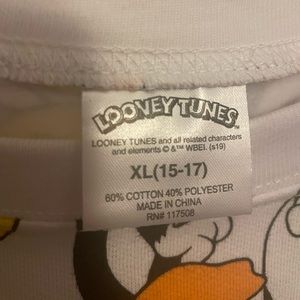 LOONEY TUNES
LOONEY TUNES and all related characters
and elements © &™ WBEI. (s19)
XL(15-17)
60% COTTON 40% POLYESTER
MADE IN CHINA
RN# 117508